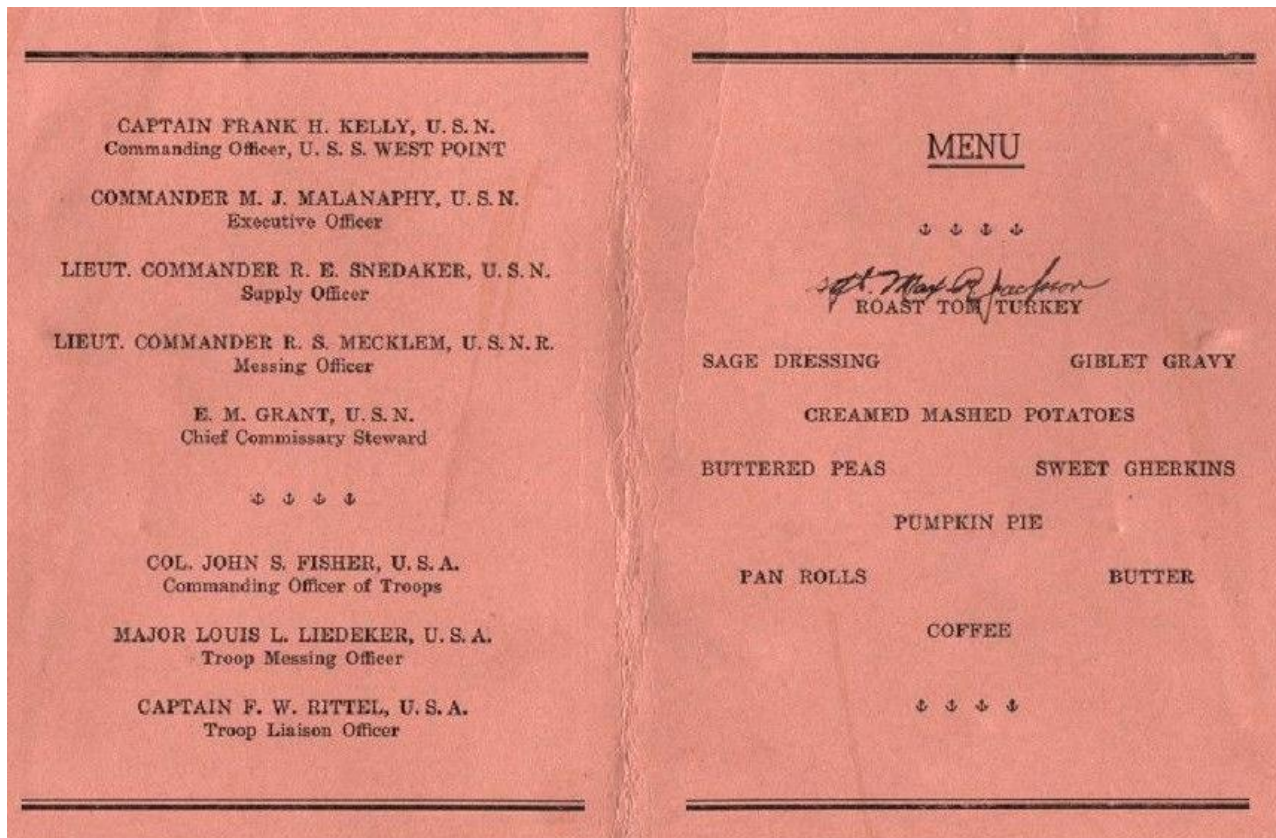 CAPTAIN FRANK H. KELLY, U. S. N.
Commanding Officer, U. S. S. WEST POINT
COMMANDER M. J. MALANAPHY, U. S. N.
Executive Officer
LIEUT. COMMANDER R. E. SNEDAKER, U. S. N.
Supply Officer
LIEUT. COMMANDER R. S. MECKLEM, U. S. N. R.
Messing Officer
E. M. GRANT, U. S. N.
Chief Commissary Steward
COL. JOHN S. FISHER, U. S. A.
Commanding Officer of Troops
MAJOR LOUIS L. LIEDEKER, U. S. A.
Troop Messing Officer
CAPTAIN F. W. RITTEL, U. S. A.
Troop Liaison Officer
MENU
Sgt. Max R. Jackson
ROAST TOM TURKEY
SAGE DRESSING GIBLET GRAVY
CREAMED MASHED POTATOES
BUTTERED PEAS SWEET GHERKINS
PUMPKIN PIE
PAN ROLLS BUTTER
COFFEE